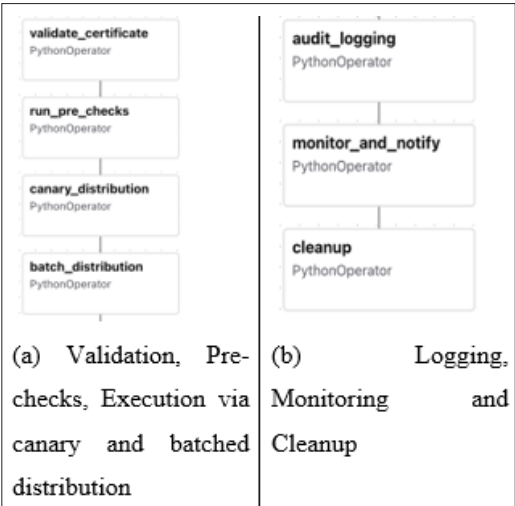 validate_certificate
PythonOperator
run_pre_checks
PythonOperator
canary_distribution
PythonOperator
batch_distribution
PythonOperator
(a) Validation, Pre-
checks, Execution via
canary and batched
distribution
audit_logging
PythonOperator
monitor_and_notify
PythonOperator
cleanup
PythonOperator
(b) Logging,
Monitoring and
Cleanup